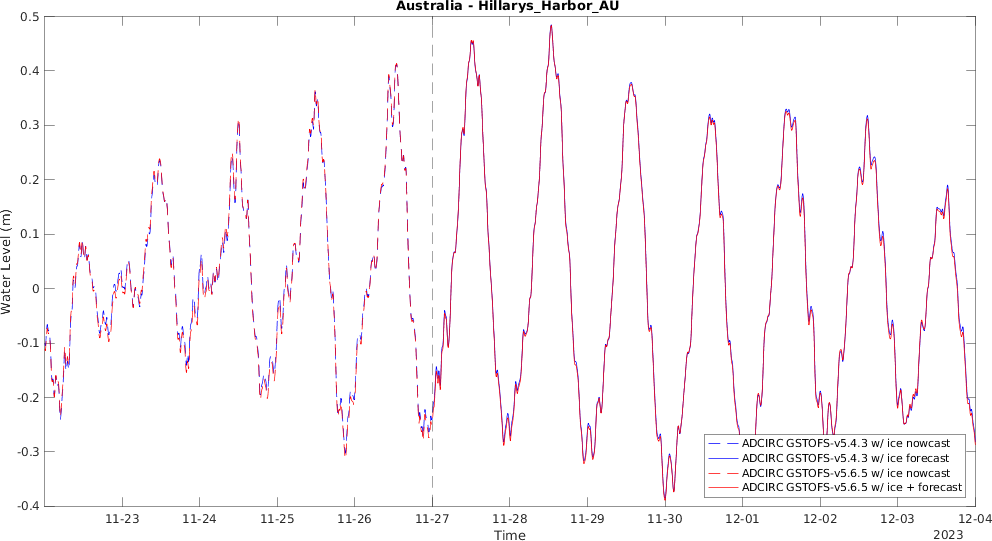 Australia - Hillarys_Harbor_AU
0.5
0.4
0.3
0.2
0.1
0
-0.1
-0.2
-0.3
-0.4
Water Level (m)
ADCIRC GSTOFS-v5.4.3 w/ ice nowcast
ADCIRC GSTOFS-v5.4.3 w/ ice forecast
ADCIRC GSTOFS-v5.6.5 w/ ice nowcast
ADCIRC GSTOFS-v5.6.5 w/ ice + forecast
11-23 11-24 11-25 11-26 11-27 11-28 11-29 11-30 12-01 12-02 12-03 12-04
Time
2023